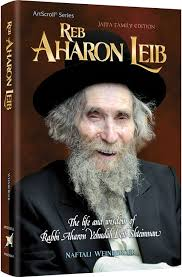 ArtScroll® Series
JAFFA FAMILY EDITION
REB
AHARON LEIB
The life and wisdom of
Rabbi Aharon Yehudah Leib Shteinman
NAFTALI WEINBERGER